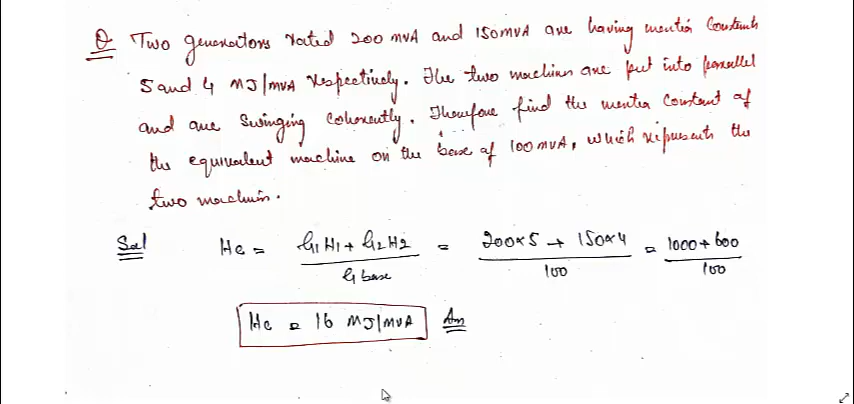 Q Two generators rated 200 MVA and 150 MVA are having inertia constants
5 and 4 MJ/MVA respectively. The two machines are put into parallel
and are swinging coherently. Therefore find the inertia constant of
the equivalent machine on the base of 100 MVA, which represents the
two machines.
Sol He = G1H1 + G2H2 / G base = 200×5 + 150×4 / 100 = 1000+600 / 100
He = 16 MJ/MVA Ans